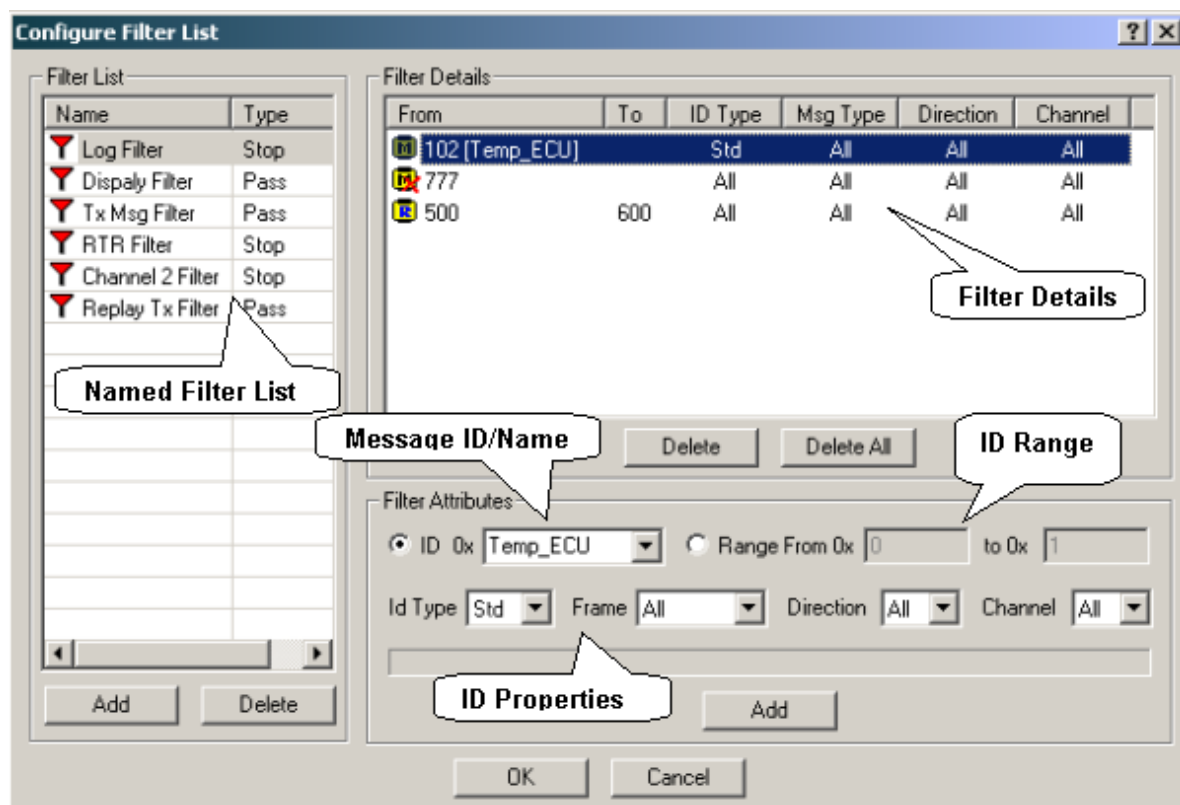 Configure Filter List
Filter List
Name Type
Log Filter Stop
Dispaly Filter Pass
Tx Msg Filter Pass
RTR Filter Stop
Channel 2 Filter Stop
Replay Tx Filter Pass
Named Filter List
Add Delete
Filter Details
From To ID Type Msg Type Direction Channel
M 102 [Temp_ECU] Std All All All
M 777 All All All All
R 500 600 All All All All
Filter Details
Message ID/Name
Delete Delete All
ID Range
Filter Attributes
ID 0x Temp_ECU Range From 0x 0 to 0x 1
Id Type Std Frame All Direction All Channel All
ID Properties
Add
OK Cancel